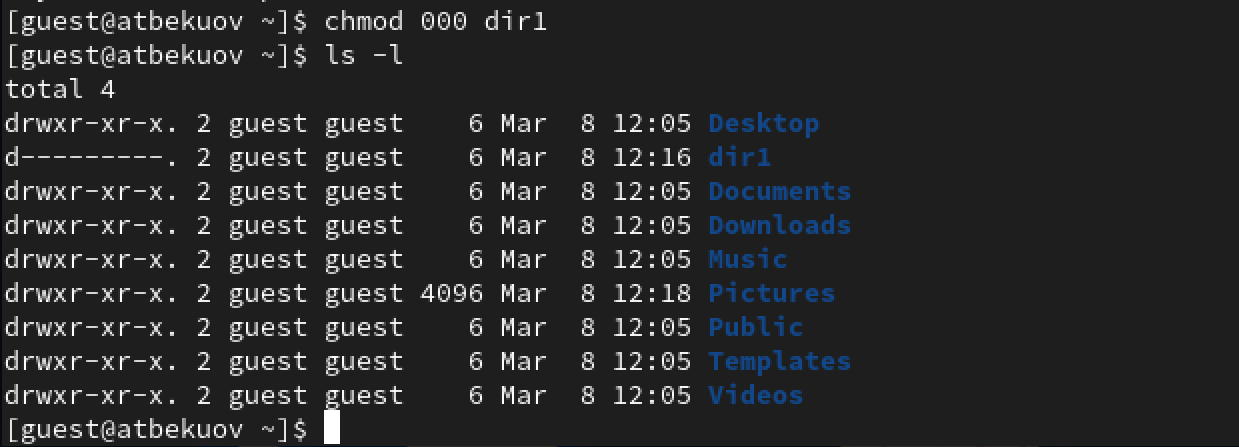 [guest@atbekuov ~]$ chmod 000 dir1
[guest@atbekuov ~]$ ls -l
total 4
drwxr-xr-x. 2 guest guest    6 Mar  8 12:05 Desktop
d---------. 2 guest guest    6 Mar  8 12:16 dir1
drwxr-xr-x. 2 guest guest    6 Mar  8 12:05 Documents
drwxr-xr-x. 2 guest guest    6 Mar  8 12:05 Downloads
drwxr-xr-x. 2 guest guest    6 Mar  8 12:05 Music
drwxr-xr-x. 2 guest guest 4096 Mar  8 12:18 Pictures
drwxr-xr-x. 2 guest guest    6 Mar  8 12:05 Public
drwxr-xr-x. 2 guest guest    6 Mar  8 12:05 Templates
drwxr-xr-x. 2 guest guest    6 Mar  8 12:05 Videos
[guest@atbekuov ~]$